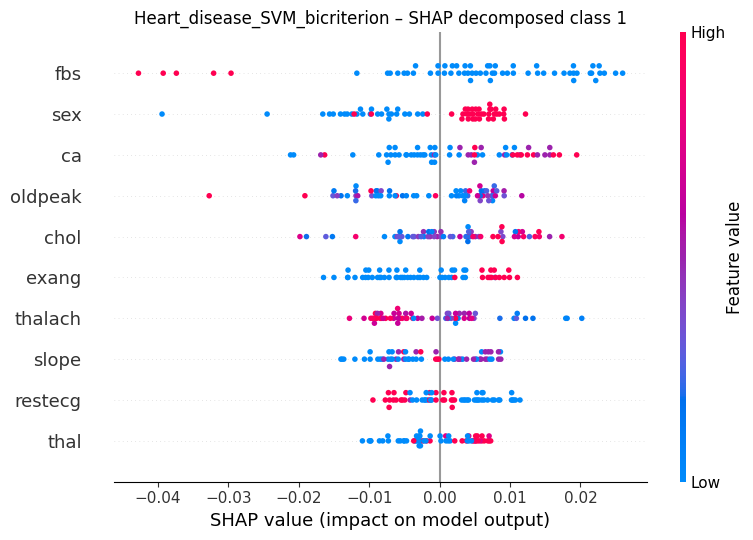 Heart_disease_SVM_bicriterion – SHAP decomposed class 1
High
fbs
sex
ca
oldpeak
chol
exang
thalach
slope
restecg
thal
Feature value
Low
−0.04 −0.03 −0.02 −0.01 0.00 0.01 0.02
SHAP value (impact on model output)